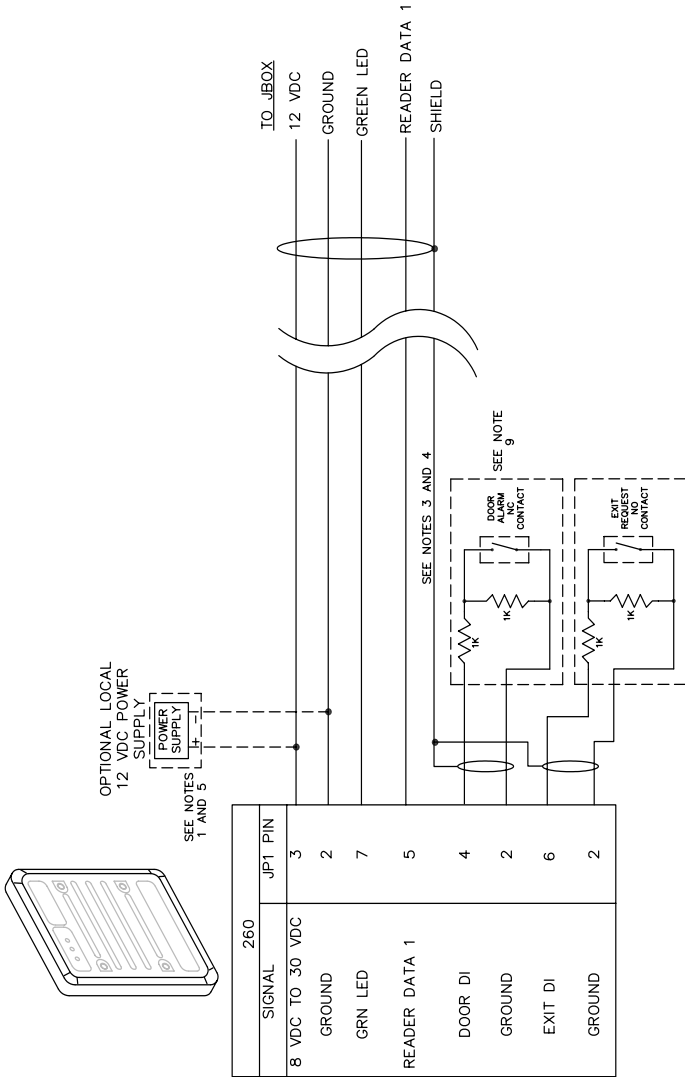 OPTIONAL LOCAL
12 VDC POWER
SUPPLY
POWER
SUPPLY
+
−
SEE NOTES
1 AND 5
TO JBOX
12 VDC
GROUND
GREEN LED
READER DATA 1
SHIELD
260
SIGNAL JP1 PIN
8 VDC TO 30 VDC 3
GROUND 2
GRN LED 7
READER DATA 1 5
DOOR DI 4
GROUND 2
EXIT DI 6
GROUND 2
SEE NOTES 3 AND 4
SEE NOTE
9
DOOR
ALARM
NC
CONTACT
1K
1K
EXIT
REQUEST
NO
CONTACT
1K
1K